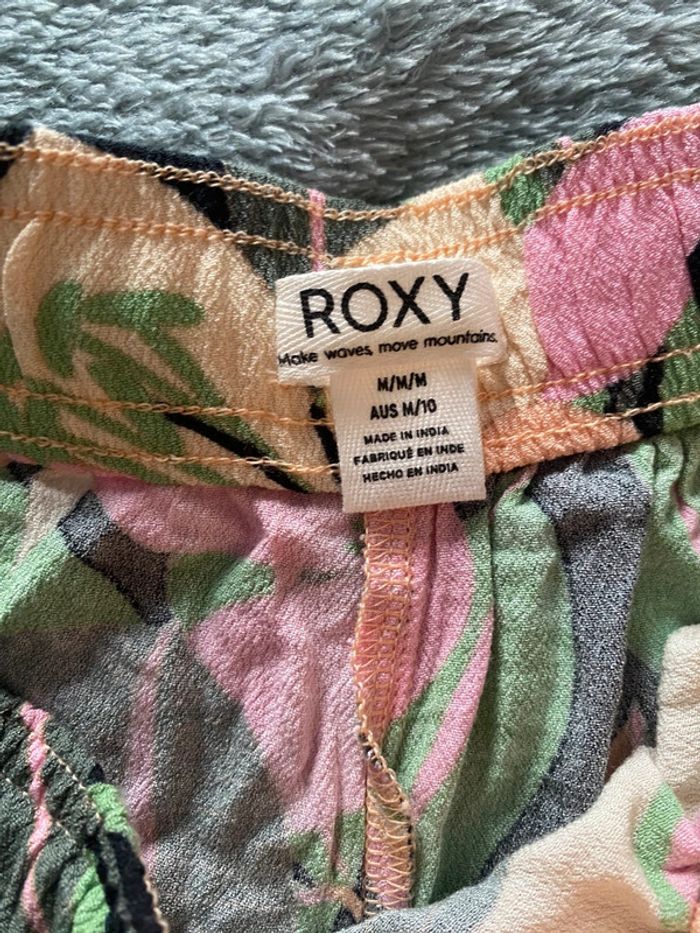 ROXY
Make waves, move mountains.
M/M/M
AUS M/10
MADE IN INDIA
FABRIQUÉ EN INDE
HECHO EN INDIA